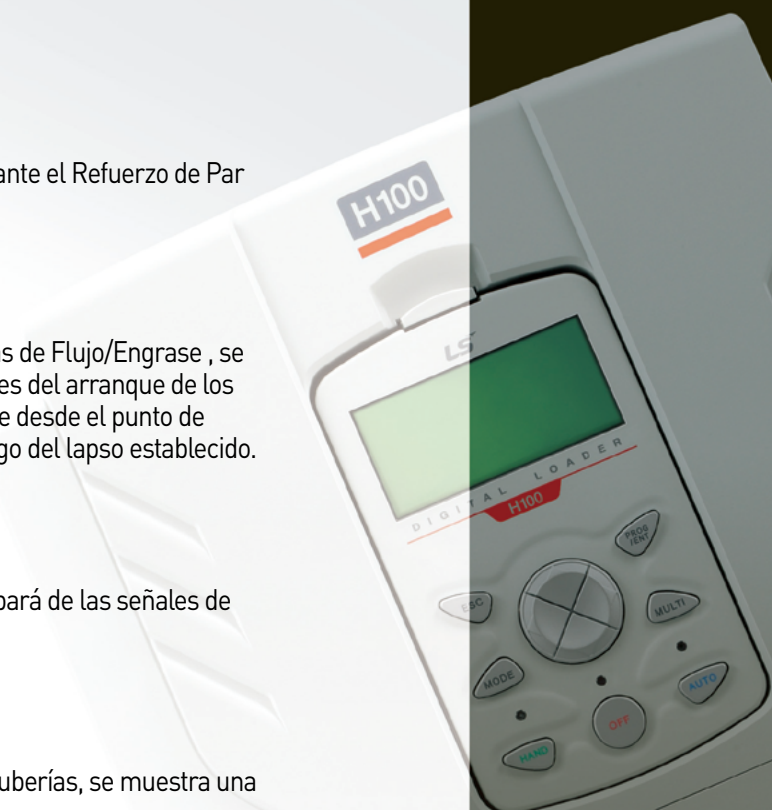 ante el Refuerzo de Par
H100
s de Flujo/Engrase , se
es del arranque de los
e desde el punto de
go del lapso establecido.
LS
DIGITAL LOADER
H100
PROG
/ENT
ESC
MULTI
pará de las señales de
MODE
AUTO
OFF
HAND
uberías, se muestra una